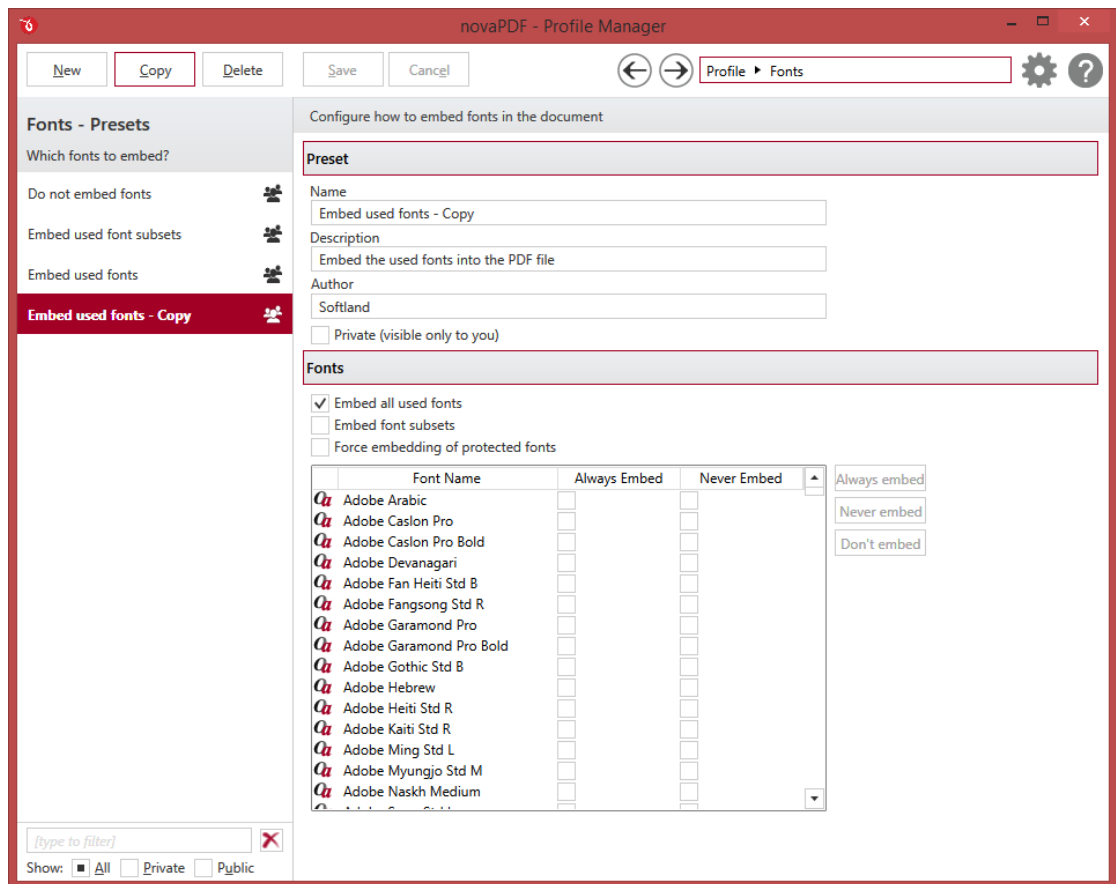 novaPDF - Profile Manager
New Copy Delete Save Cancel Profile Fonts
Fonts - Presets
Which fonts to embed?
Do not embed fonts
Embed used font subsets
Embed used fonts
Embed used fonts - Copy
[type to filter]
Show: All Private Public
Configure how to embed fonts in the document
Preset
Name
Embed used fonts - Copy
Description
Embed the used fonts into the PDF file
Author
Softland
Private (visible only to you)
Fonts
Embed all used fonts
Embed font subsets
Force embedding of protected fonts
Font Name Always Embed Never Embed
Adobe Arabic
Adobe Caslon Pro
Adobe Caslon Pro Bold
Adobe Devanagari
Adobe Fan Heiti Std B
Adobe Fangsong Std R
Adobe Garamond Pro
Adobe Garamond Pro Bold
Adobe Gothic Std B
Adobe Hebrew
Adobe Heiti Std R
Adobe Kaiti Std R
Adobe Ming Std L
Adobe Myungjo Std M
Adobe Naskh Medium
Always embed
Never embed
Don't embed